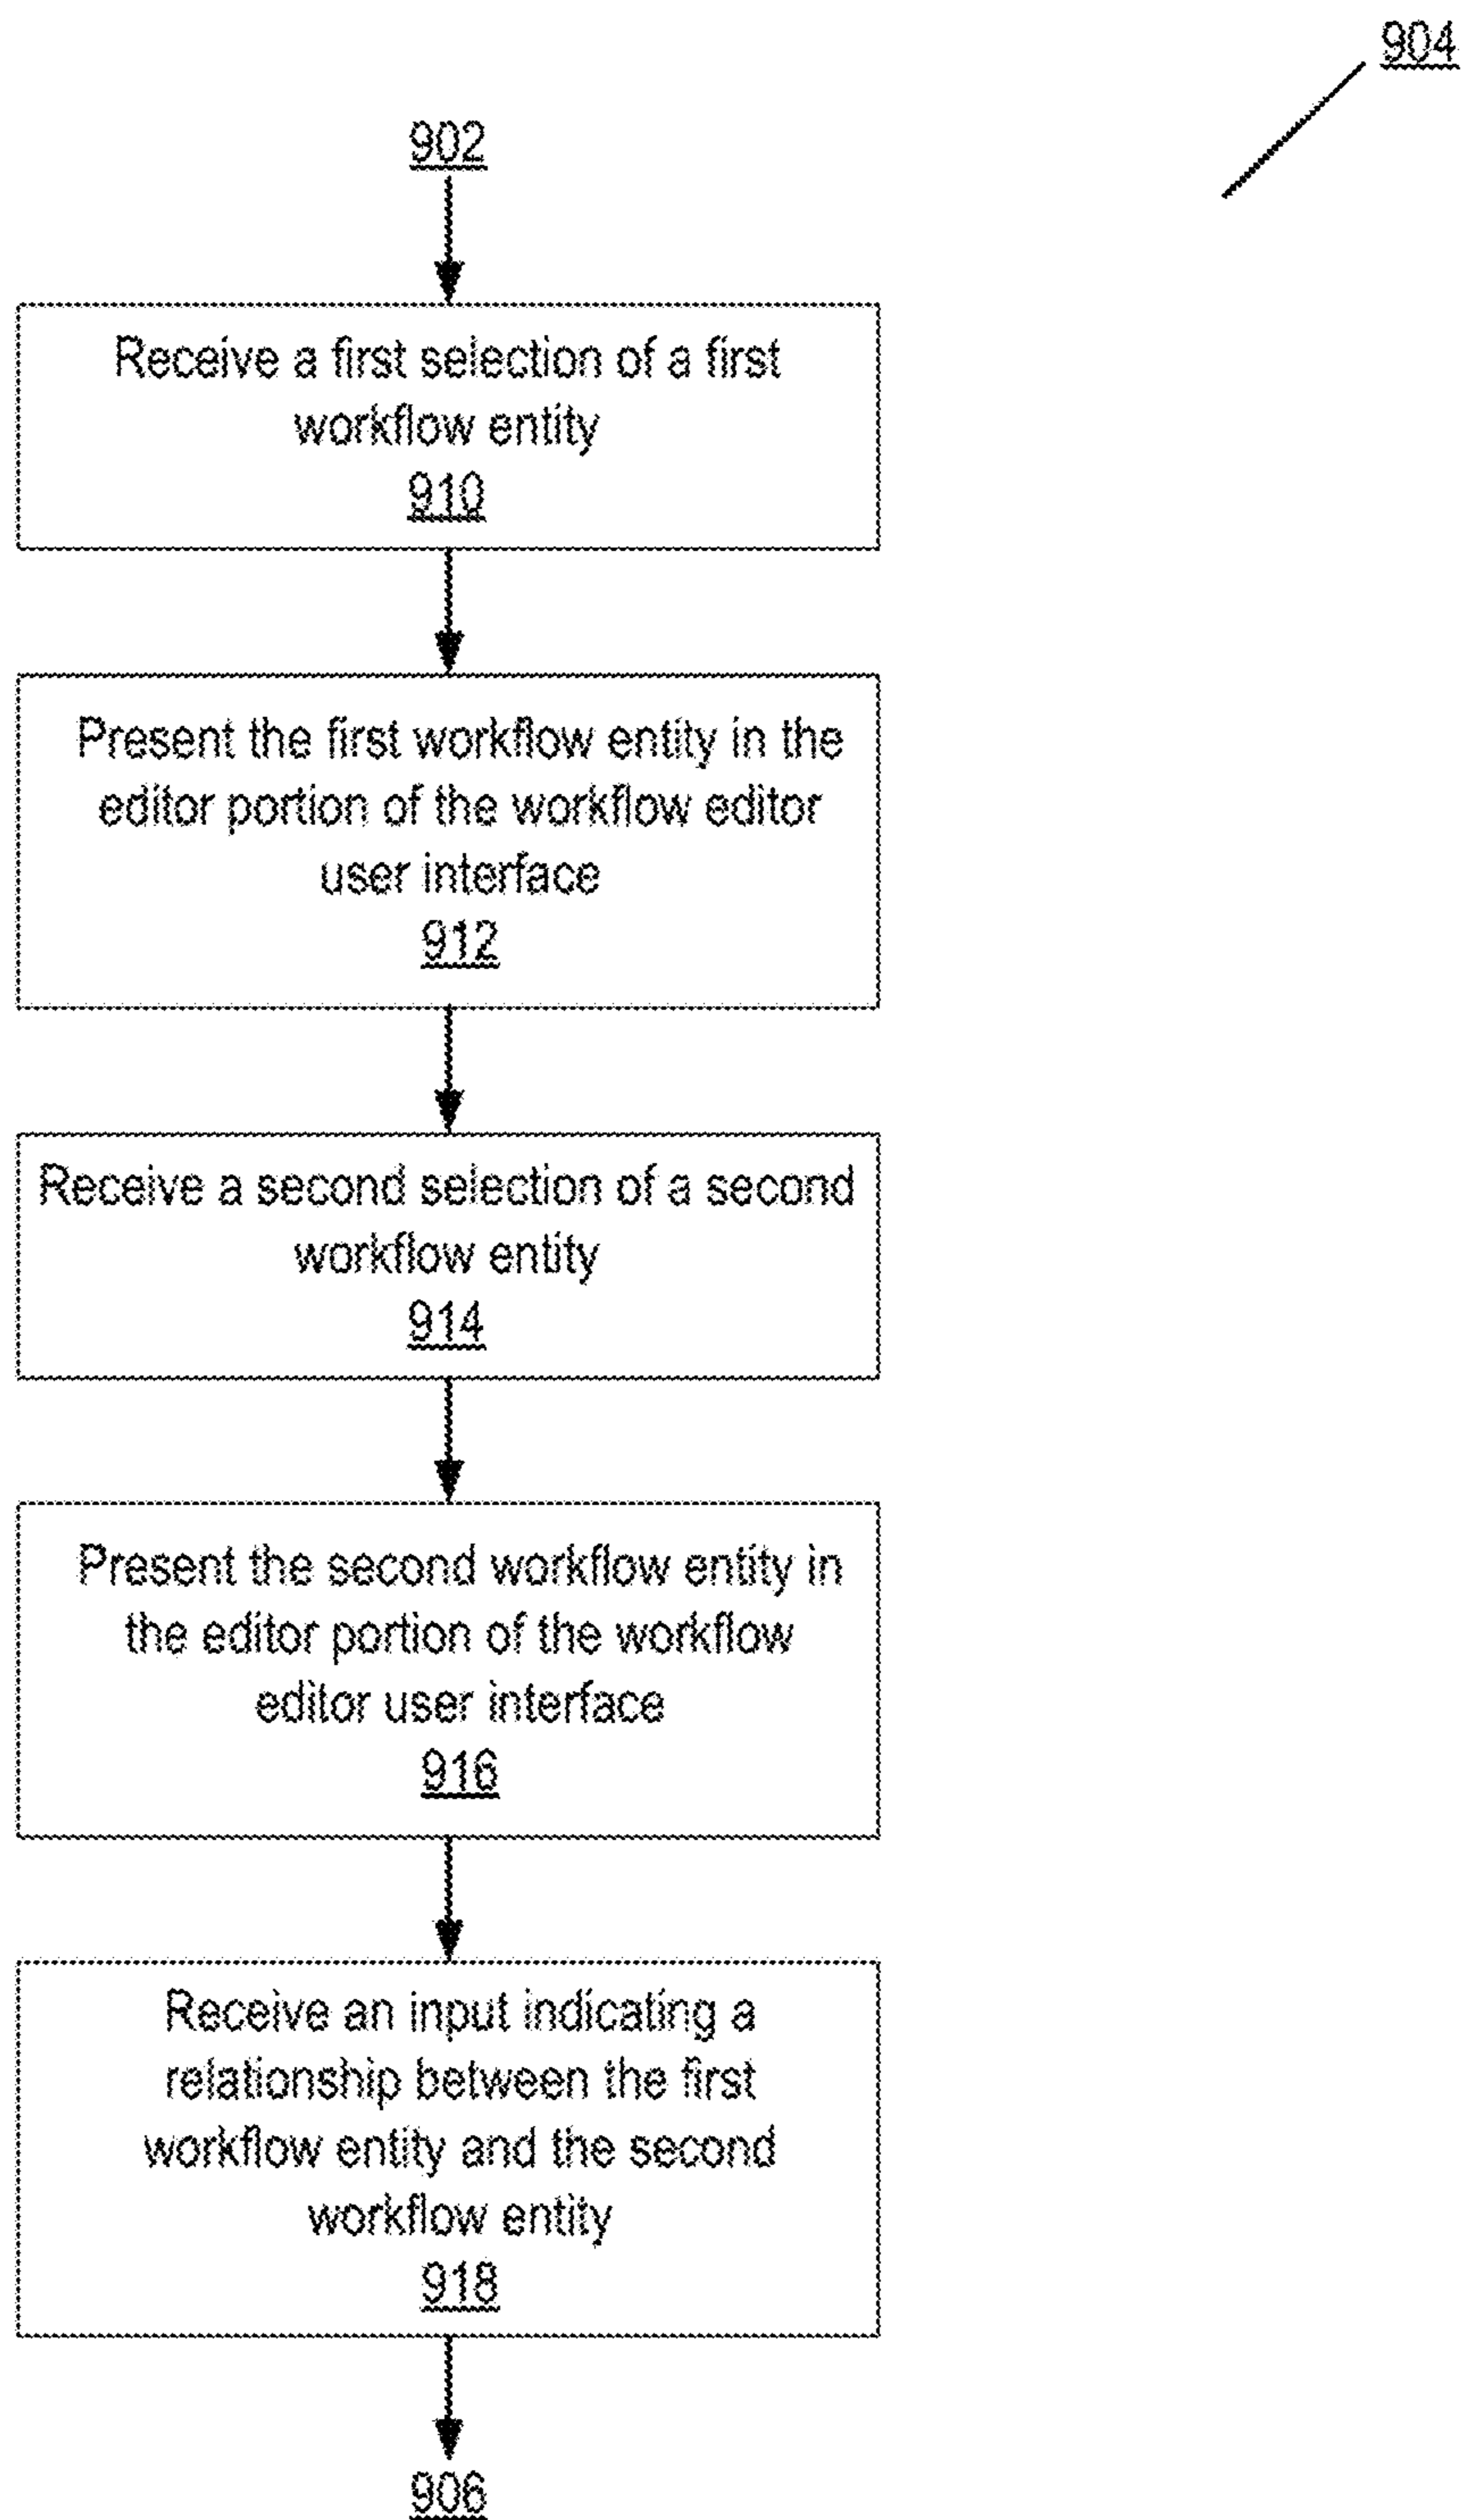 904
902
Receive a first selection of a first
workflow entity
910
Present the first workflow entity in the
editor portion of the workflow editor
user interface
912
Receive a second selection of a second
workflow entity
914
Present the second workflow entity in
the editor portion of the workflow
editor user interface
916
Receive an input indicating a
relationship between the first
workflow entity and the second
workflow entity
918
906